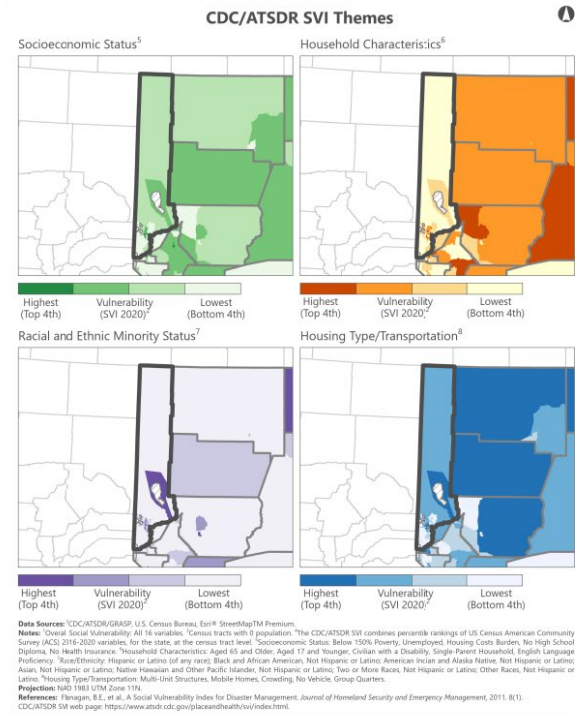 CDC/ATSDR SVI Themes
Socioeconomic Status⁵
Household Characteris:ics⁶
Highest
(Top 4th)
Vulnerability
(SVI 2020)²
Lowest
(Bottom 4th)
Highest
(Top 4th)
Vulnerability
(SVI 2020)²
Lowest
(Bottom 4th)
Racial and Ethnic Minority Status⁷
Housing Type/Transportation⁸
Highest
(Top 4th)
Vulnerability
(SVI 2020)²
Lowest
(Bottom 4th)
Highest
(Top 4th)
Vulnerability
(SVI 2020)²
Lowest
(Bottom 4th)
Data Sources: ¹CDC/ATSDR/GRASP, U.S. Census Bureau, Esri® StreetMapTM Premium.
Notes: ¹Overal Social Vulnerability: All 16 variables. ³Census tracts with 0 population. ⁴The CDC/ATSDR SVI combines percentile rankings of US Census American Community
Survey (ACS) 2)16-2020 variables, for the state, at the census tract level. ⁵Socioeconomic Status: Below 150% Poverty, Unemployed, Housing Costs Burden, No High School
Diploma, No Health Insurance. ⁶Household Characteristics: Aged 65 and Older, Aged 17 and Younger, Civilian with a Disability, Single-Parent Household, English Language
Proficiency. ⁷Race/Ethnicity: Hispanic or Latino (of any race); Black and African American, Not Hispanic or Latino; American Incian and Alaska Native, Not Hispanic or Latino;
Asian, Not Hispanic or Latino; Native Hawaiian and Other Pacific Islander, Not Hispanic or Latino; Two or More Races, Not Hispanic or Latino; Other Races, Not Hispanic or
Latino. ⁸Housing Type/Transportation: Multi-Unit Structures, Mobile Homes, Crowding, No Vehicle, Group Quarters.
Projection: NAD 1983 UTM Zone 11N.
References: Flanagan, B.E., et al., A Social Vulnerability Index for Disaster Management. Journal of Homeland Security and Emergency Management, 2011. 8(1).
CDC/ATSDR SVI web page: https://www.atsdr.cdc.gov/placeandhealth/svi/index.html.